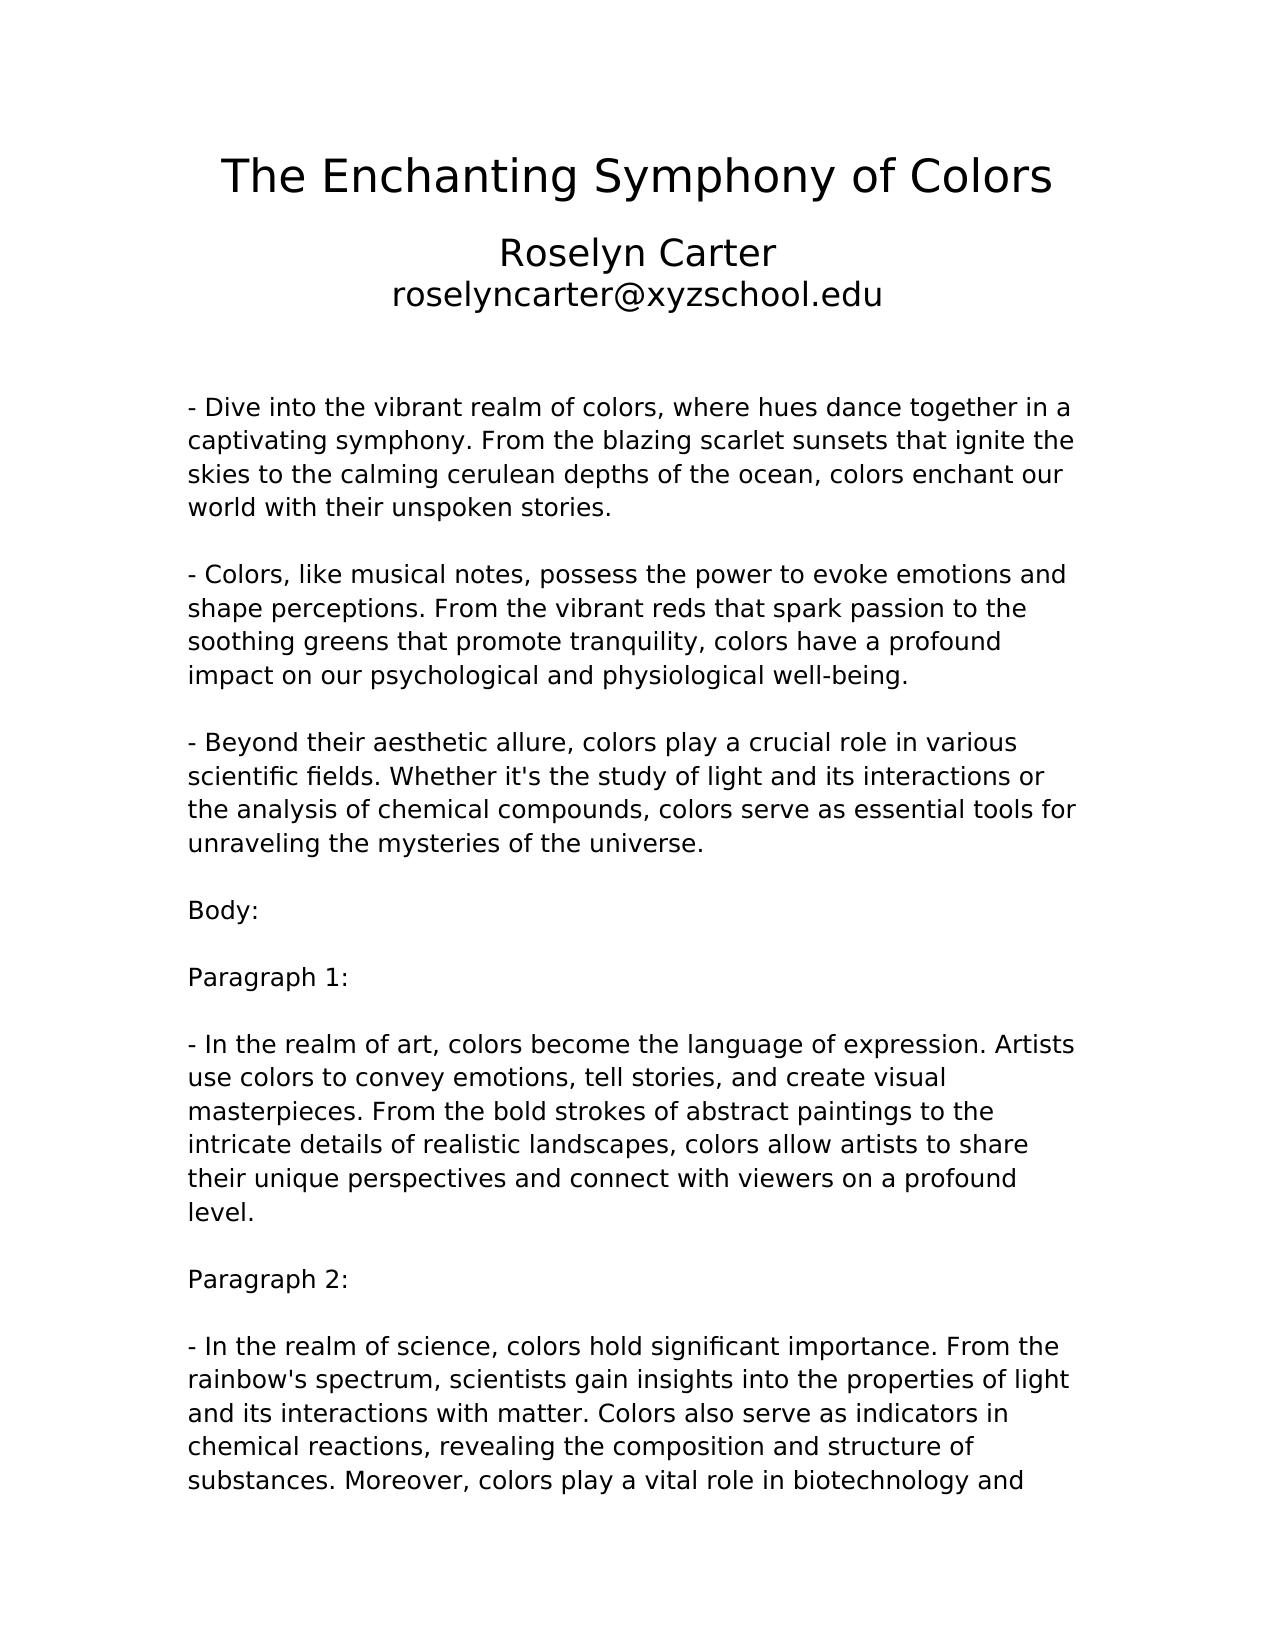 The Enchanting Symphony of Colors
Roselyn Carter
roselyncarter@xyzschool.edu
- Dive into the vibrant realm of colors, where hues dance together in a
captivating symphony. From the blazing scarlet sunsets that ignite the
skies to the calming cerulean depths of the ocean, colors enchant our
world with their unspoken stories.
- Colors, like musical notes, possess the power to evoke emotions and
shape perceptions. From the vibrant reds that spark passion to the
soothing greens that promote tranquility, colors have a profound
impact on our psychological and physiological well-being.
- Beyond their aesthetic allure, colors play a crucial role in various
scientific fields. Whether it's the study of light and its interactions or
the analysis of chemical compounds, colors serve as essential tools for
unraveling the mysteries of the universe.
Body:
Paragraph 1:
- In the realm of art, colors become the language of expression. Artists
use colors to convey emotions, tell stories, and create visual
masterpieces. From the bold strokes of abstract paintings to the
intricate details of realistic landscapes, colors allow artists to share
their unique perspectives and connect with viewers on a profound
level.
Paragraph 2:
- In the realm of science, colors hold significant importance. From the
rainbow's spectrum, scientists gain insights into the properties of light
and its interactions with matter. Colors also serve as indicators in
chemical reactions, revealing the composition and structure of
substances. Moreover, colors play a vital role in biotechnology and